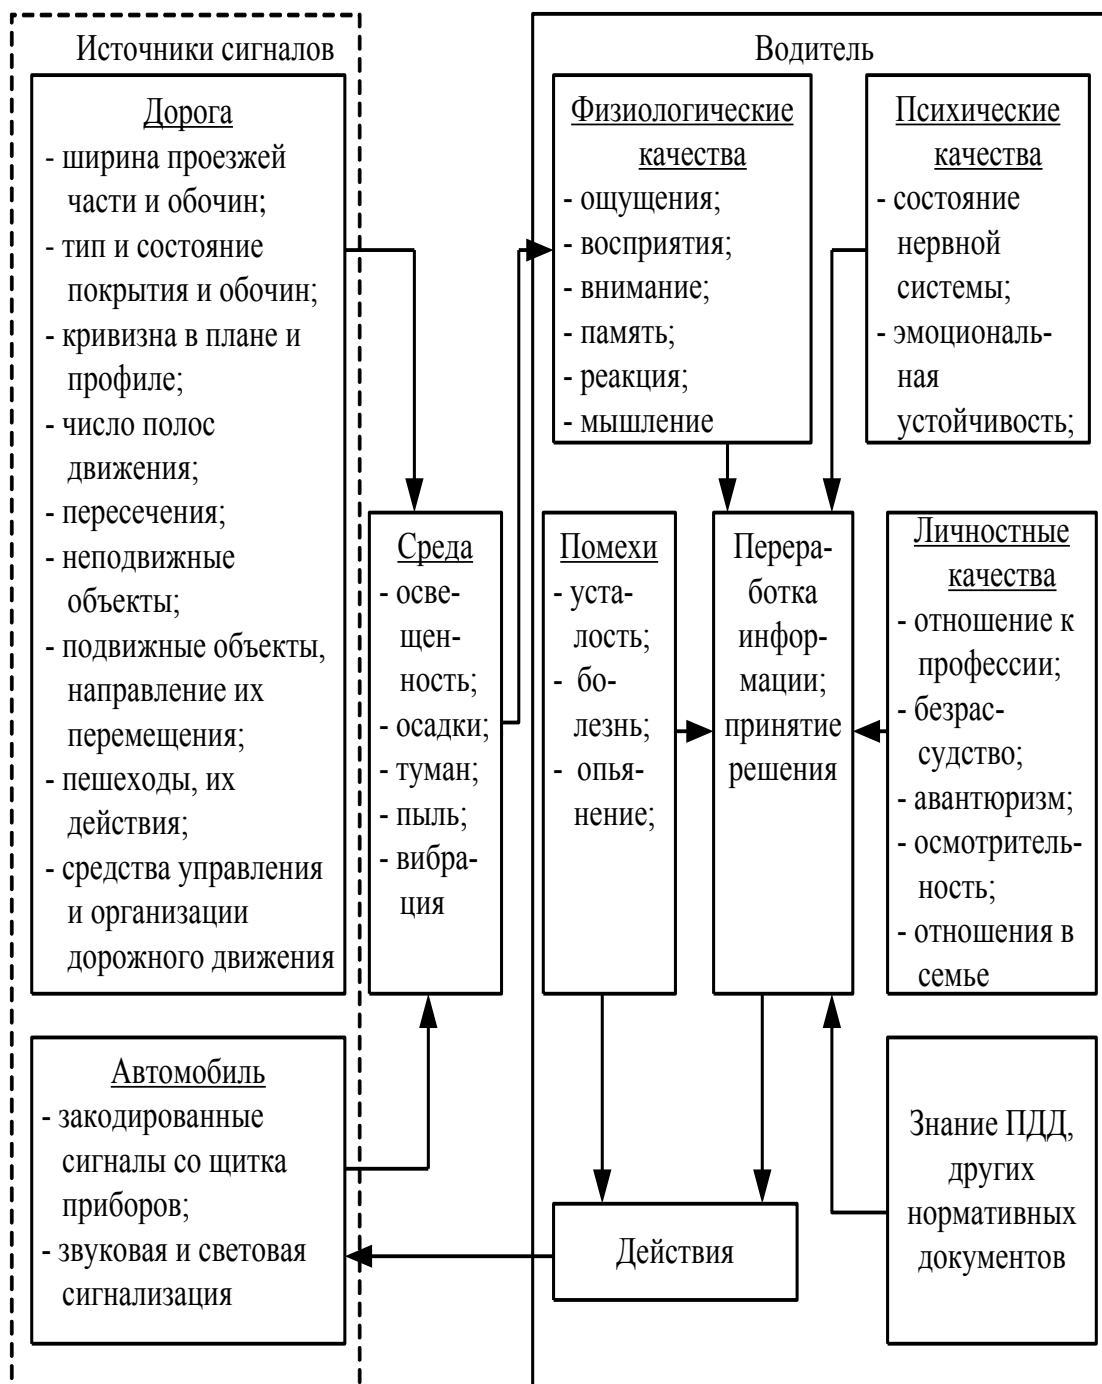 Источники сигналов
Дорога
- ширина проезжей
части и обочин;
- тип и состояние
покрытия и обочин;
- кривизна в плане и
профиле;
- число полос
движения;
- пересечения;
- неподвижные
объекты;
- подвижные объекты,
направление их
перемещения;
- пешеходы, их
действия;
- средства управления
и организации
дорожного движения
Автомобиль
- закодированные
сигналы со щитка
приборов;
- звуковая и световая
сигнализация
Среда
- осве-
щен-
ность;
- осадки;
- туман;
- пыль;
- вибра-
ция
Водитель
Физиологические
качества
- ощущения;
- восприятия;
- внимание;
- память;
- реакция;
- мышление
Психические
качества
- состояние
нервной
системы;
- эмоциональ-
ная
устойчивость;
Помехи
- уста-
лость;
- бо-
лезнь;
- опья-
нение;
Перера-
ботка
инфор-
мации;
принятие
решения
Личностные
качества
- отношение к
профессии;
- безрас-
судство;
- авантюризм;
- осмотритель-
ность;
- отношения в
семье
Действия
Знание ПДД,
других
нормативных
документов